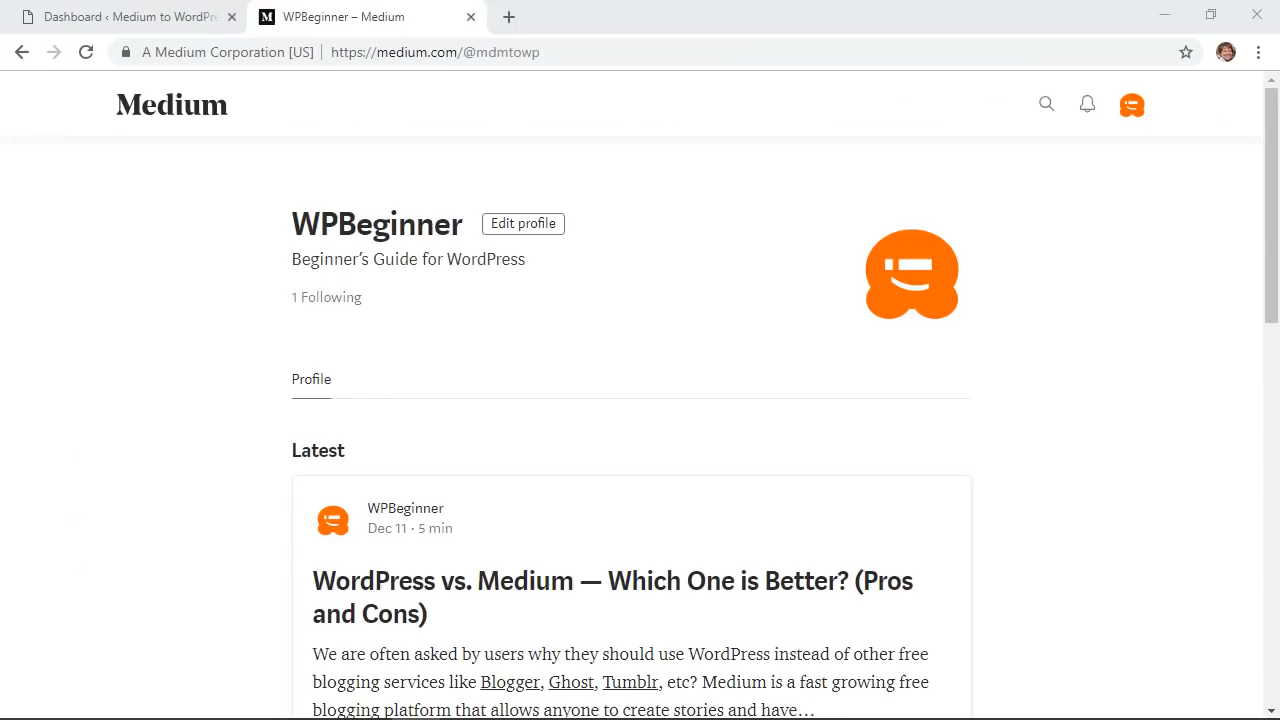 Dashboard ‹ Medium to WordPre
WPBeginner – Medium
A Medium Corporation [US] | https://medium.com/@mdmtowp
Medium
WPBeginner
Edit profile
Beginner’s Guide for WordPress
1 Following
Profile
Latest
WPBeginner
Dec 11 · 5 min
WordPress vs. Medium — Which One is Better? (Pros
and Cons)
We are often asked by users why they should use WordPress instead of other free
blogging services like Blogger, Ghost, Tumblr, etc? Medium is a fast growing free
blogging platform that allows anyone to create stories and have…